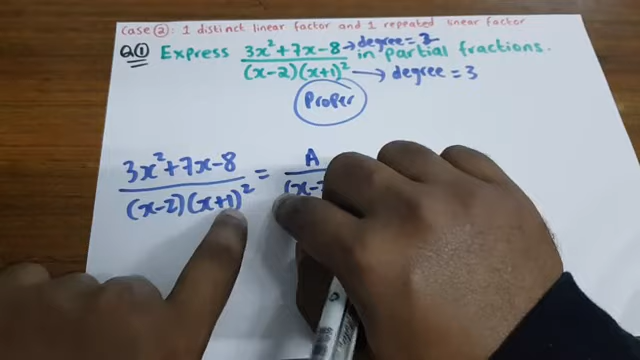 Case ②: 1 distinct linear factor and 1 repeated linear factor
Q① Express 3x²+7x-8 / (x-2)(x+1)² in partial fractions.
→ degree = 2
→ degree = 3
Proper
3x²+7x-8 / (x-2)(x+1)² = A / (x-